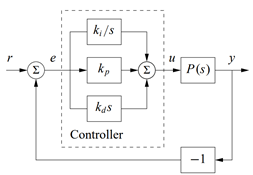 k_i/s
r
e
u
y
Σ
k_p
Σ
P(s)
k_d s
Controller
−1